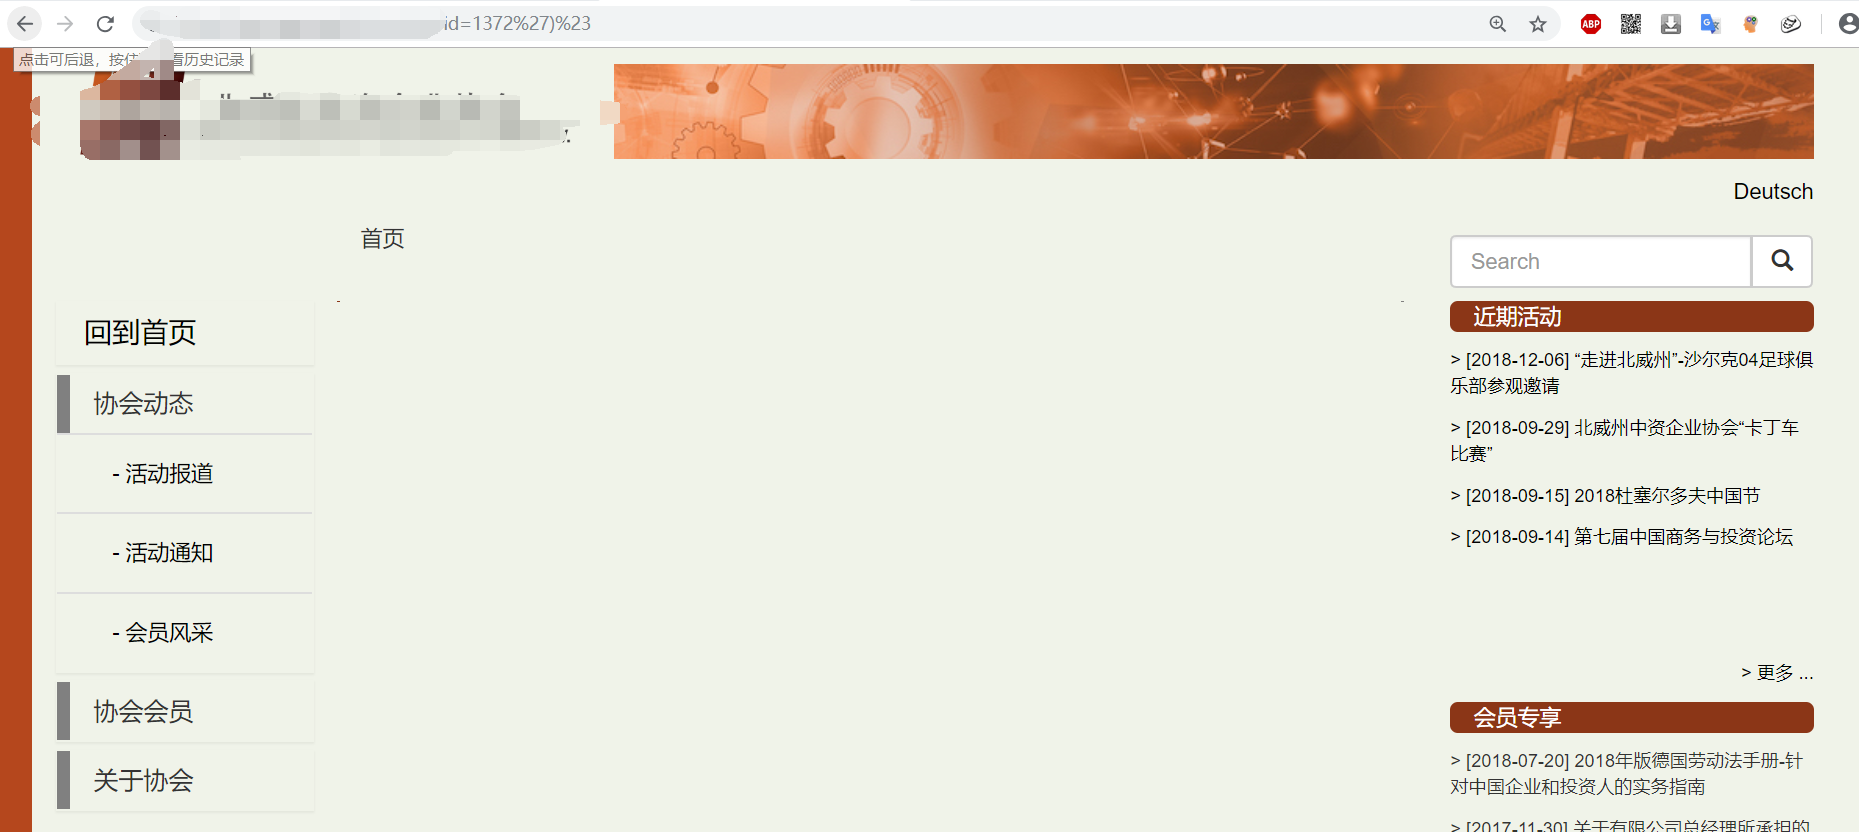 id=1372%27)%23
ABP
点击可后退，按住
看历史记录
Deutsch
首页
Search
回到首页
协会动态
- 活动报道
- 活动通知
- 会员风采
协会会员
关于协会
近期活动
> [2018-12-06] “走进北威州”-沙尔克04足球俱
乐部参观邀请
> [2018-09-29] 北威州中资企业协会“卡丁车
比赛”
> [2018-09-15] 2018杜塞尔多夫中国节
> [2018-09-14] 第七届中国商务与投资论坛
> 更多 ...
会员专享
> [2018-07-20] 2018年版德国劳动法手册-针
对中国企业和投资人的实务指南
> [2017-11-30] 关于有限公司总经理所承担的